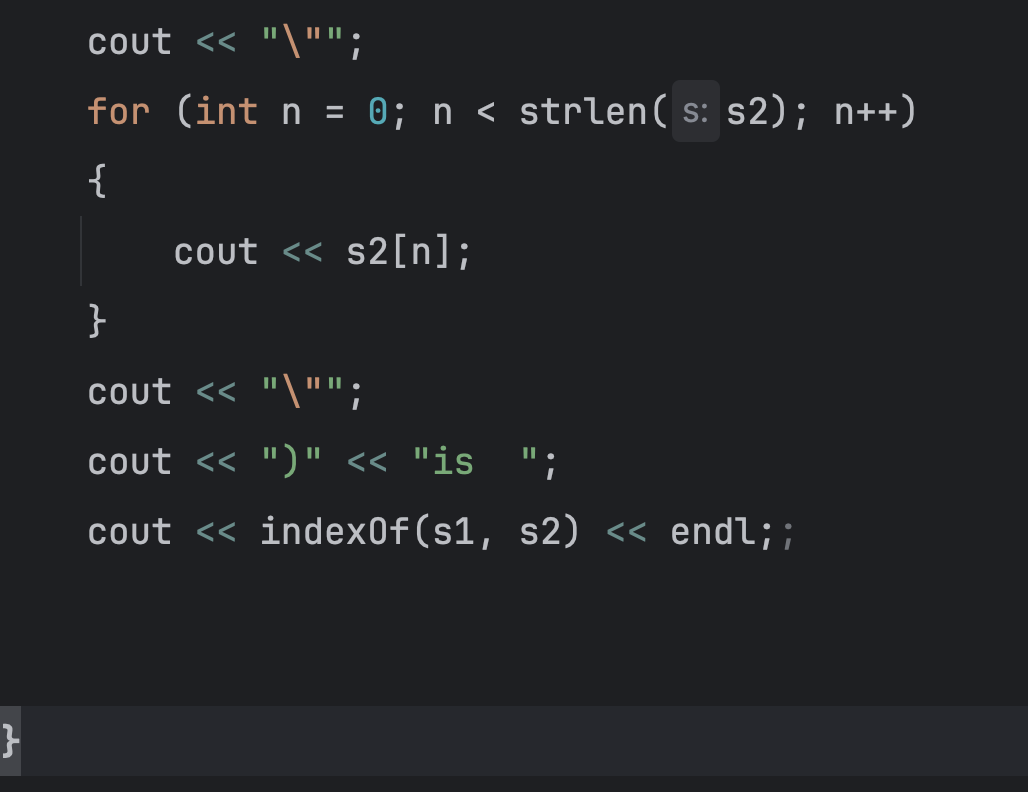 cout << "\"";
for (int n = 0; n < strlen( s: s2); n++)
{
cout << s2[n];
}
cout << "\"";
cout << ")" << "is  ";
cout << indexOf(s1, s2) << endl;;
}